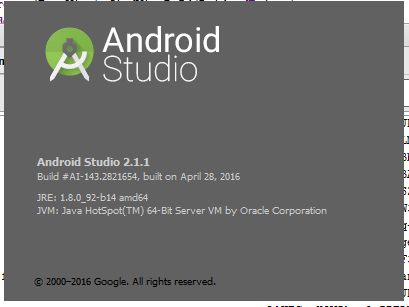 Android
Studio
Android Studio 2.1.1
Build #AI-143.2821654, built on April 28, 2016
JRE: 1.8.0_92-b14 amd64
JVM: Java HotSpot(TM) 64-Bit Server VM by Oracle Corporation
© 2000–2016 Google. All rights reserved.